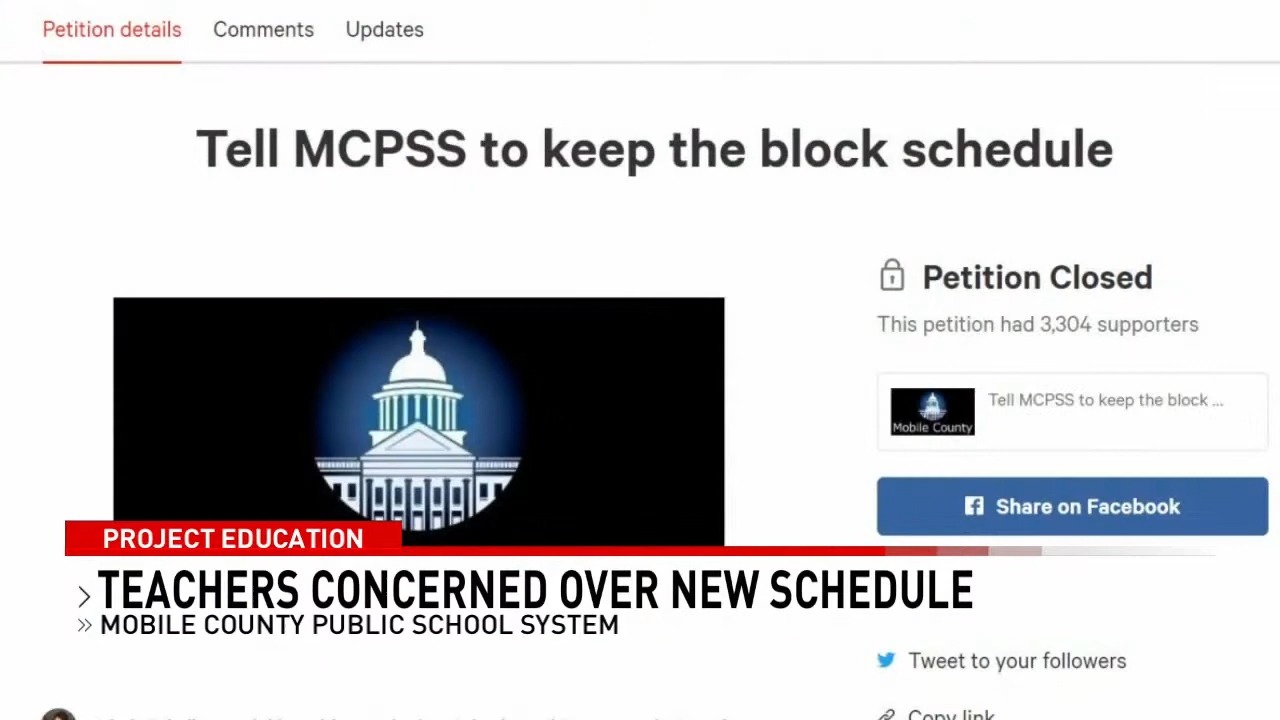 Petition details
Comments
Updates
Tell MCPSS to keep the block schedule
Petition Closed
This petition had 3,304 supporters
Tell MCPSS to keep the block ...
Mobile County
Share on Facebook
PROJECT EDUCATION
TEACHERS CONCERNED OVER NEW SCHEDULE
MOBILE COUNTY PUBLIC SCHOOL SYSTEM
Tweet to your followers
Copy link